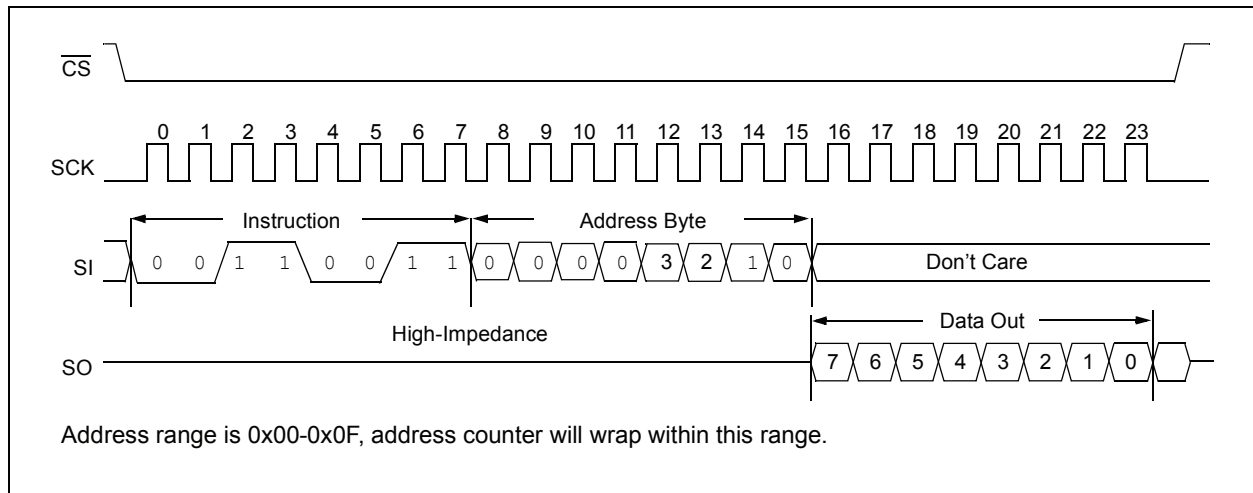 CS
0 1 2 3 4 5 6 7 8 9 10 11 12 13 14 15 16 17 18 19 20 21 22 23
SCK
Instruction Address Byte
SI 0 0 1 1 0 0 1 1 0 0 0 0 3 2 1 0 Don't Care
High-Impedance Data Out
SO 7 6 5 4 3 2 1 0
Address range is 0x00-0x0F, address counter will wrap within this range.